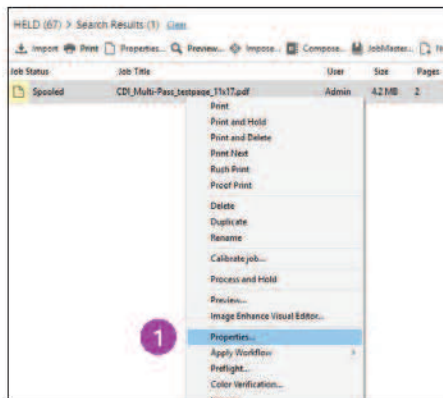 HELD (67) > Search Results (1) Clear
Import Print Properties... Preview... Impose... Compose... JobMaster...
Job Status Job Title User Size Pages
Spooled CDI_Multi-Pass_testpage_11x17.pdf Admin 4.2 MB 2
Print
Print and Hold
Print and Delete
Print Next
Rush Print
Proof Print
Delete
Duplicate
Rename
Calibrate job...
Process and Hold
Preview...
Image Enhance Visual Editor...
1 Properties...
Apply Workflow
Preflight...
Color Verification...